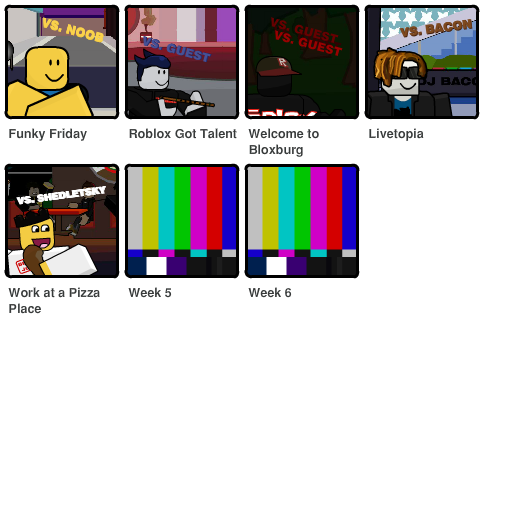 VS. NOOB
VS. GUEST
VS. GUEST
VS. GUEST
VS. BACON
DJ BACO
Funky Friday
Roblox Got Talent
Welcome to
Bloxburg
Livetopia
VS. SHEDLETSKY
Work at a Pizza
Place
Week 5
Week 6